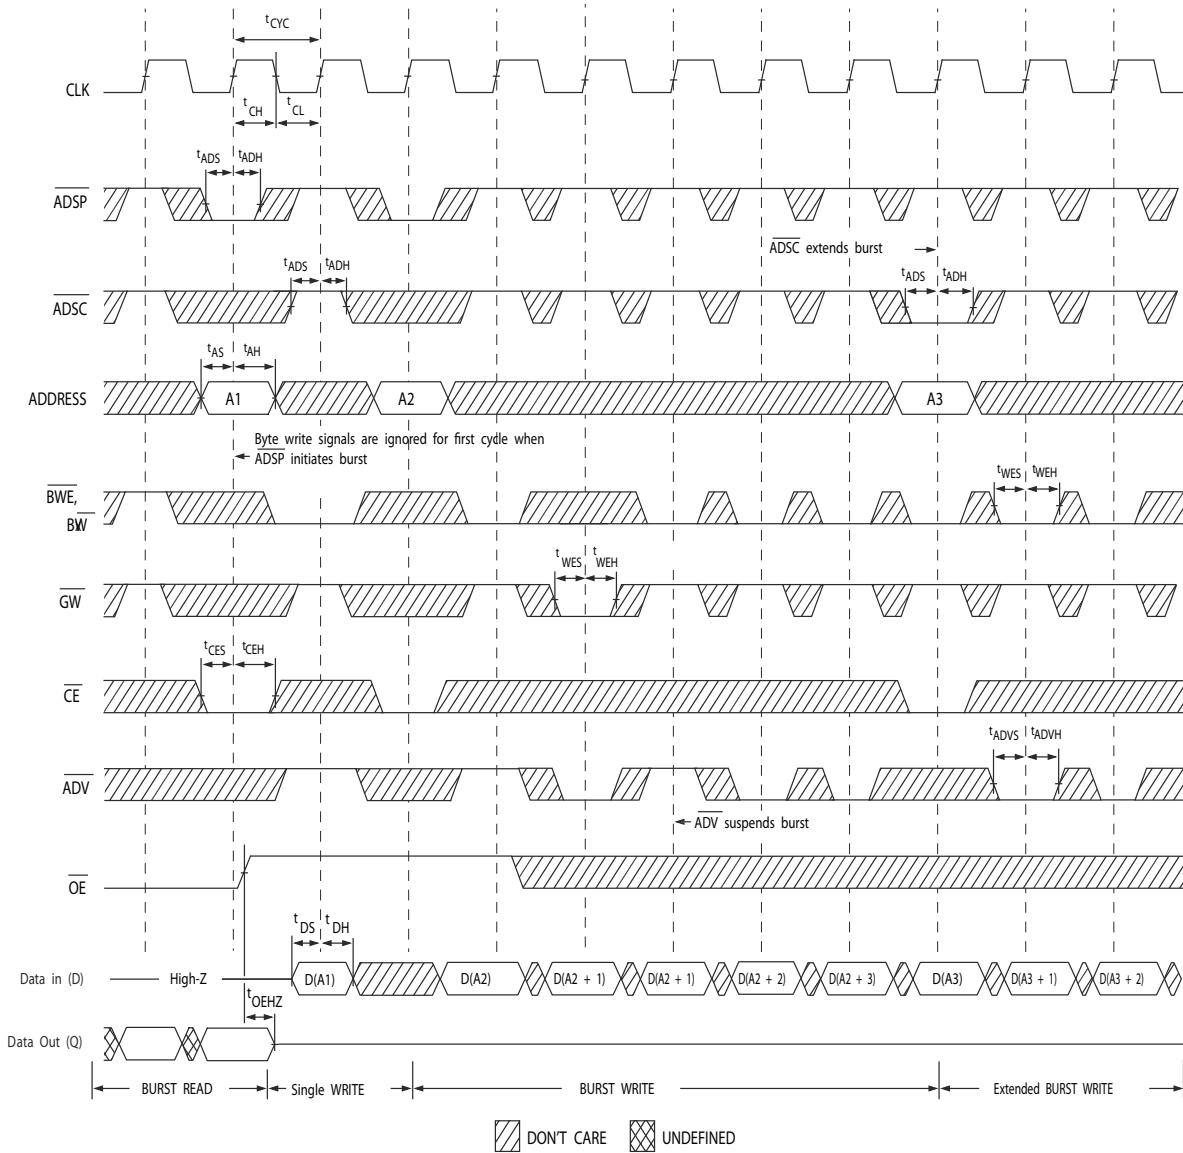 tCYC
CLK
tCH
tCL
tADS
tADH
ADSP
ADSC extends burst
tADS
tADH
tADS
tADH
ADSC
tAS
tAH
ADDRESS
A1
A2
A3
Byte write signals are ignored for first cycle when
ADSP initiates burst
tWES
tWEH
BWE,
BWX
tWES
tWEH
GW
tCES
tCEH
CE
tADVS
tADVH
ADV
ADV suspends burst
OE
tDS
tDH
Data in (D)
High-Z
D(A1)
D(A2)
D(A2 + 1)
D(A2 + 1)
D(A2 + 2)
D(A2 + 3)
D(A3)
D(A3 + 1)
D(A3 + 2)
tOEHZ
Data Out (Q)
BURST READ
Single WRITE
BURST WRITE
Extended BURST WRITE
DON'T CARE
UNDEFINED